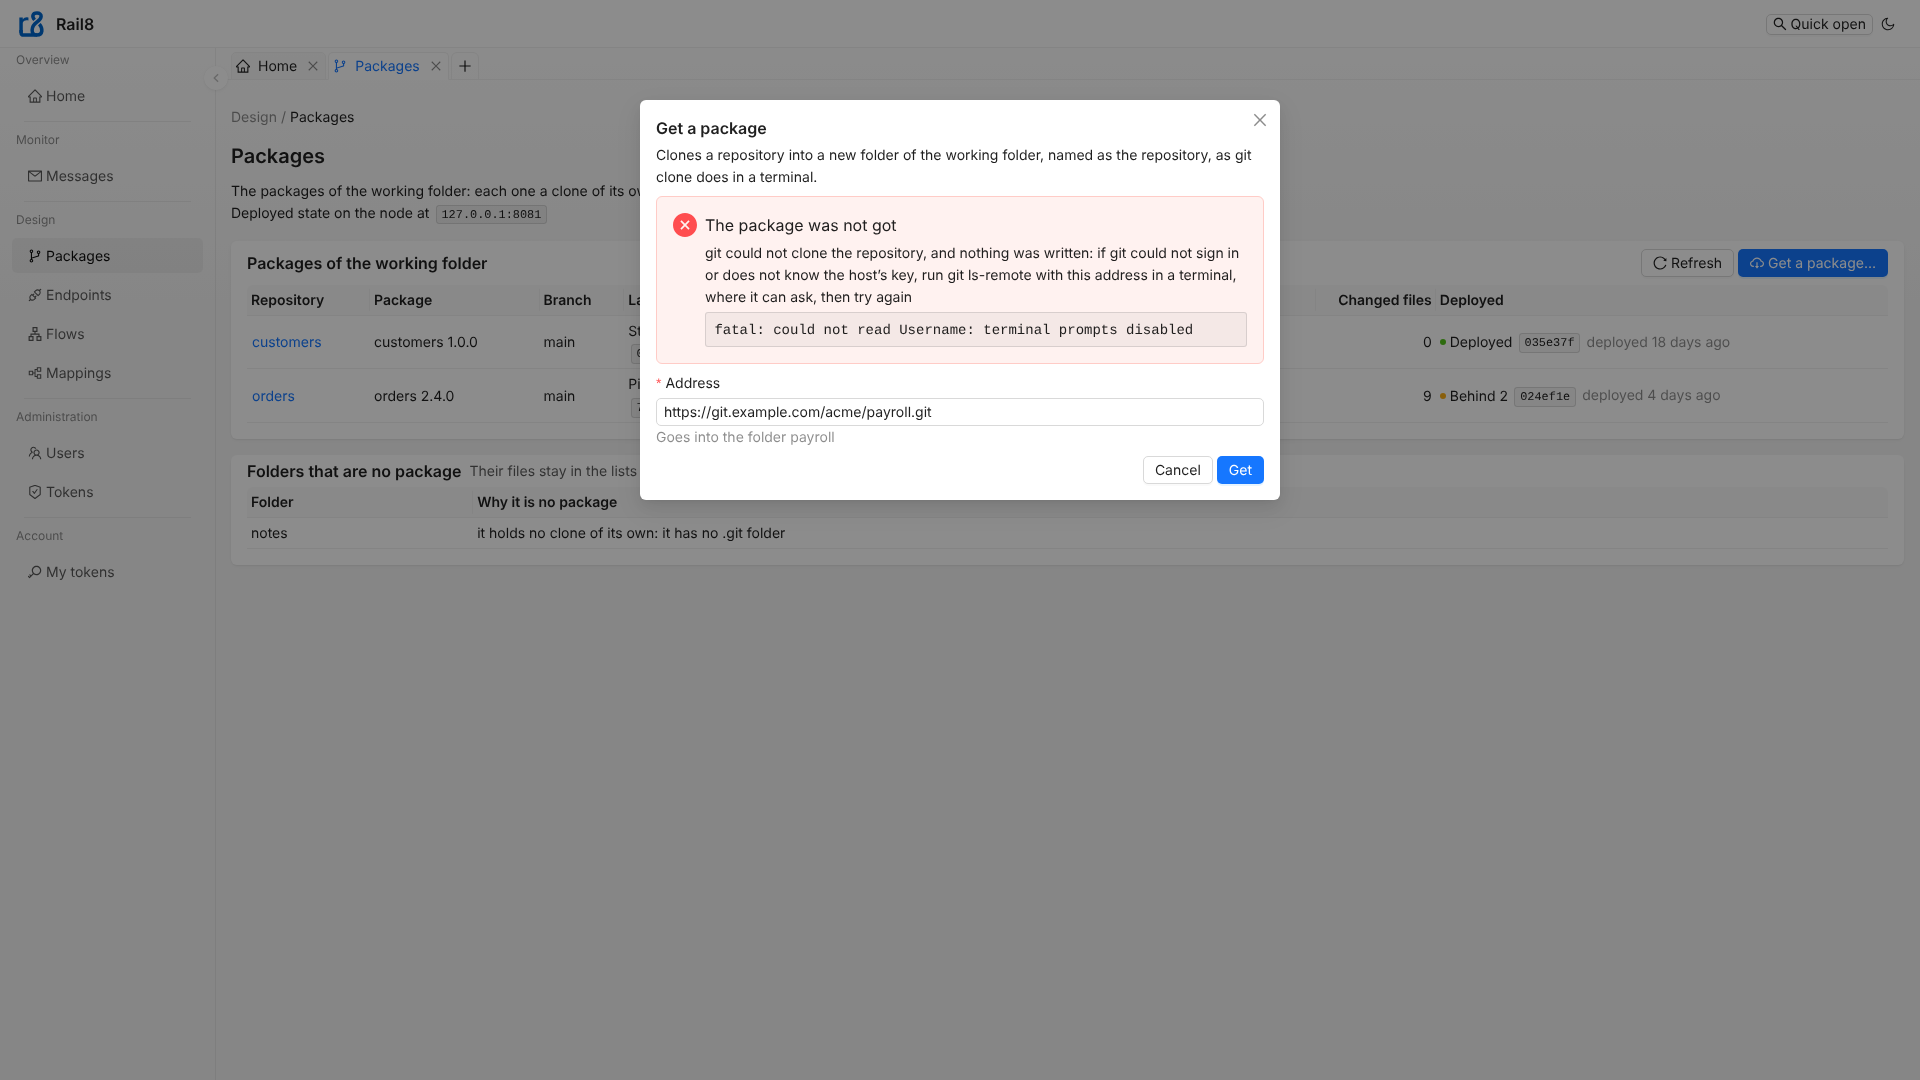 r8 Rail8
Quick open
Overview
Home
Monitor
Messages
Design
Packages
Endpoints
Flows
Mappings
Administration
Users
Tokens
Account
My tokens
Home
Packages
Design / Packages
Packages
The packages of the working folder: each one a clone of its
Deployed state on the node at 127.0.0.1:8081
Packages of the working folder
Refresh
Get a package...
Repository Package Branch Changed files Deployed
customers customers 1.0.0 main 0 Deployed 035e37f deployed 18 days ago
orders orders 2.4.0 main 9 Behind 2 024ef1e deployed 4 days ago
Folders that are no package Their files stay in the lists
Folder Why it is no package
notes it holds no clone of its own: it has no .git folder
Get a package
Clones a repository into a new folder of the working folder, named as the repository, as git
clone does in a terminal.
The package was not got
git could not clone the repository, and nothing was written: if git could not sign in
or does not know the host’s key, run git ls-remote with this address in a terminal,
where it can ask, then try again
fatal: could not read Username: terminal prompts disabled
* Address
https://git.example.com/acme/payroll.git
Goes into the folder payroll
Cancel
Get